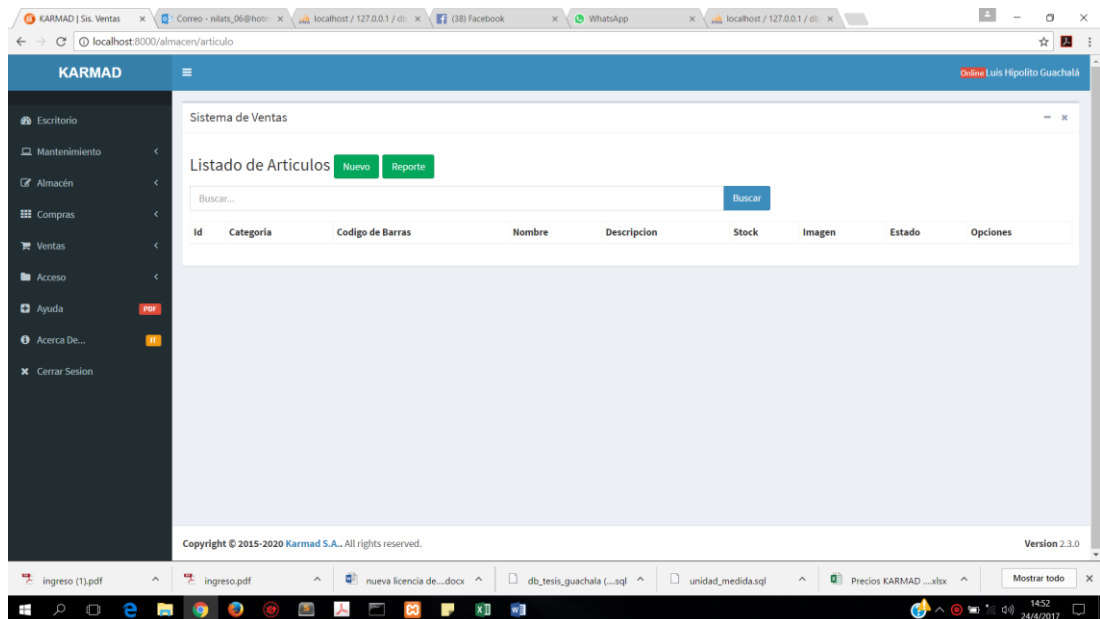 KARMAD | Sis. Ventas
Correo - nilats_06@hotm
localhost / 127.0.0.1 / db
(38) Facebook
WhatsApp
localhost / 127.0.0.1 / db
localhost:8000/almacen/articulo
KARMAD
Online Luis Hipolito Guachalá
Escritorio
Mantenimiento
Almacén
Compras
Ventas
Acceso
Ayuda PDF
Acerca De... IT
Cerrar Sesion
Sistema de Ventas
Listado de Articulos Nuevo Reporte
Buscar... Buscar
Id Categoria Codigo de Barras Nombre Descripcion Stock Imagen Estado Opciones
Copyright © 2015-2020 Karmad S.A.. All rights reserved. Version 2.3.0
ingreso (1).pdf
ingreso.pdf
nueva licencia de....docx
db_tesis_guachala (....sql
unidad_medida.sql
Precios KARMAD ....xlsx
Mostrar todo
14:52
24/4/2017